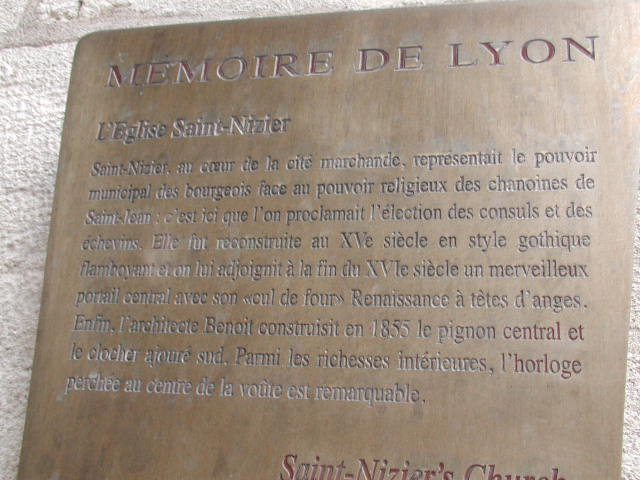 MÉMOIRE DE LYON
L'Eglise Saint-Nizier
Saint-Nizier, au cœur de la cité marchande, représentait le pouvoir
municipal des bourgeois face au pouvoir religieux des chanoines de
Saint-Jean : c'est ici que l'on proclamait l'élection des consuls et des
échevins. Elle fut reconstruite au XVe siècle en style gothique
flamboyant et on lui adjoignit à la fin du XVIe siècle un merveilleux
portail central avec son «cul de four» Renaissance à têtes d'anges.
Enfin, l'architecte Benoit construisit en 1855 le pignon central et
le clocher ajouré sud. Parmi les richesses intérieures, l'horloge
perchée au centre de la voûte est remarquable.
Saint-Nizier's Church